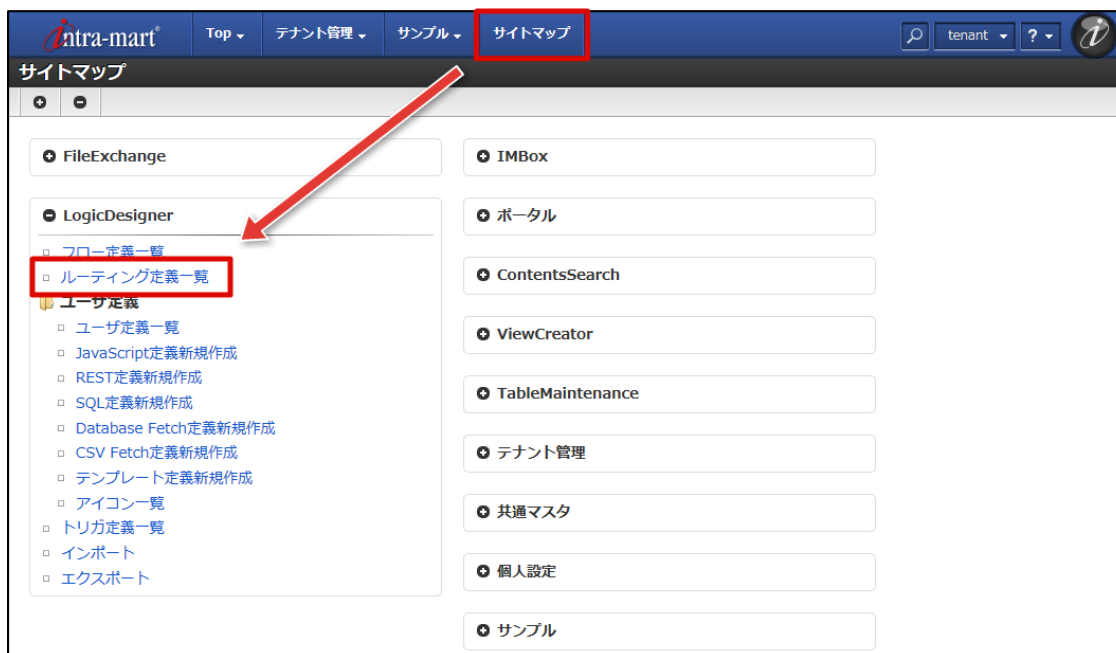 intra-mart®
Top
テナント管理
サンプル
サイトマップ
tenant
?
サイトマップ
FileExchange
LogicDesigner
フロー定義一覧
ルーティング定義一覧
ユーザ定義
ユーザ定義一覧
JavaScript定義新規作成
REST定義新規作成
SQL定義新規作成
Database Fetch定義新規作成
CSV Fetch定義新規作成
テンプレート定義新規作成
アイコン一覧
トリガ定義一覧
インポート
エクスポート
IMBox
ポータル
ContentsSearch
ViewCreator
TableMaintenance
テナント管理
共通マスタ
個人設定
サンプル